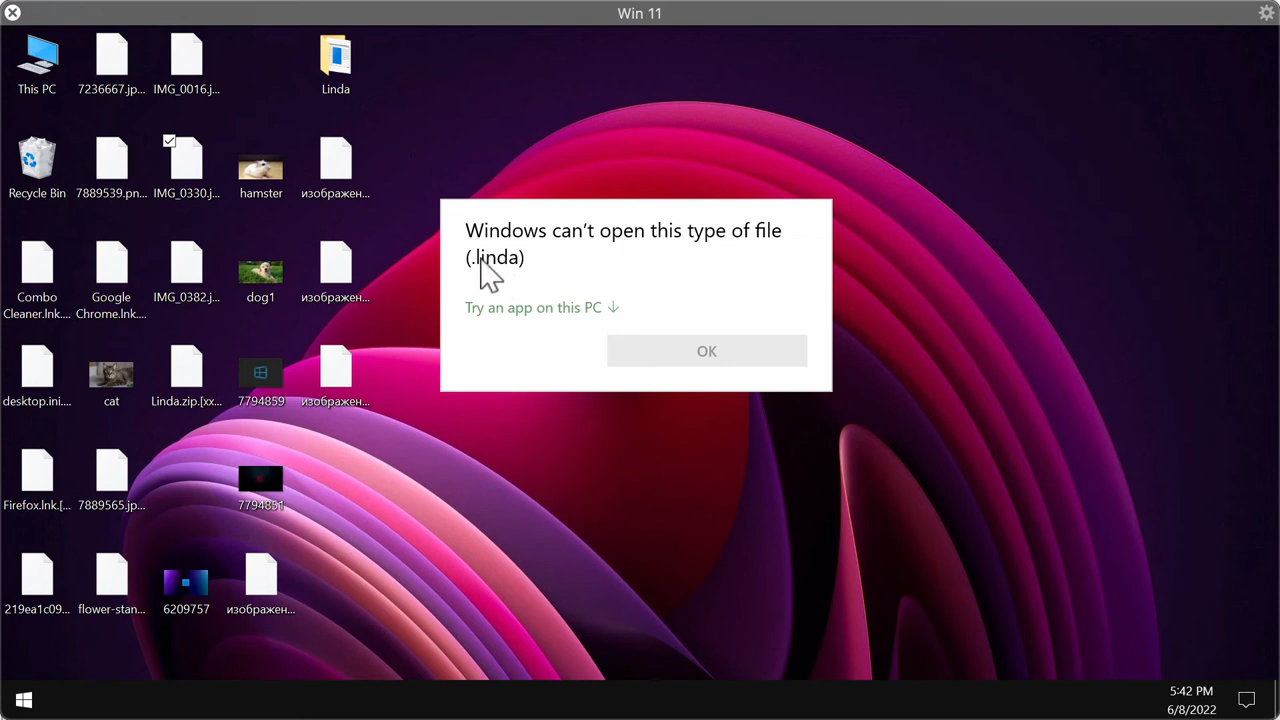 Win 11
This PC
7236667.jp...
IMG_0016.j...
Linda
Recycle Bin
7889539.pn...
IMG_0330.j...
hamster
изображен...
Combo
Cleaner.lnk....
Google
Chrome.lnk....
IMG_0382.j...
dog1
изображен...
desktop.ini....
cat
Linda.zip.[xx...
7794859
изображен...
Firefox.lnk.[...
7889565.jp...
7794851
219ea1c09...
flower-stan...
6209757
изображен...
Windows can't open this type of file
(.linda)
Try an app on this PC ↓
OK
5:42 PM
6/8/2022